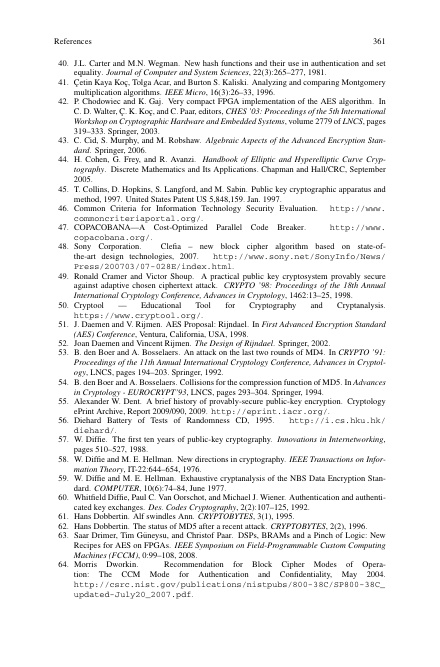 References 361
40. J.L. Carter and M.N. Wegman. New hash functions and their use in authentication and set
equality. Journal of Computer and System Sciences, 22(3):265–277, 1981.
41. Çetin Kaya Koç, Tolga Acar, and Burton S. Kaliski. Analyzing and comparing Montgomery
multiplication algorithms. IEEE Micro, 16(3):26–33, 1996.
42. P. Chodowiec and K. Gaj. Very compact FPGA implementation of the AES algorithm. In
C. D. Walter, Ç. K. Koç, and C. Paar, editors, CHES '03: Proceedings of the 5th International
Workshop on Cryptographic Hardware and Embedded Systems, volume 2779 of LNCS, pages
319–333. Springer, 2003.
43. C. Cid, S. Murphy, and M. Robshaw. Algebraic Aspects of the Advanced Encryption Stan-
dard. Springer, 2006.
44. H. Cohen, G. Frey, and R. Avanzi. Handbook of Elliptic and Hyperelliptic Curve Cryp-
tography. Discrete Mathematics and Its Applications. Chapman and Hall/CRC, September
2005.
45. T. Collins, D. Hopkins, S. Langford, and M. Sabin. Public key cryptographic apparatus and
method, 1997. United States Patent US 5,848,159. Jan. 1997.
46. Common Criteria for Information Technology Security Evaluation. http://www.
commoncriteriaportal.org/.
47. COPACOBANA—A Cost-Optimized Parallel Code Breaker. http://www.
copacobana.org/.
48. Sony Corporation. Clefia – new block cipher algorithm based on state-of-
the-art design technologies, 2007. http://www.sony.net/SonyInfo/News/
Press/200703/07-028E/index.html.
49. Ronald Cramer and Victor Shoup. A practical public key cryptosystem provably secure
against adaptive chosen ciphertext attack. CRYPTO '98: Proceedings of the 18th Annual
International Cryptology Conference, Advances in Cryptology, 1462:13–25, 1998.
50. Cryptool — Educational Tool for Cryptography and Cryptanalysis.
https://www.cryptool.org/.
51. J. Daemen and V. Rijmen. AES Proposal: Rijndael. In First Advanced Encryption Standard
(AES) Conference, Ventura, California, USA, 1998.
52. Joan Daemen and Vincent Rijmen. The Design of Rijndael. Springer, 2002.
53. B. den Boer and A. Bosselaers. An attack on the last two rounds of MD4. In CRYPTO '91:
Proceedings of the 11th Annual International Cryptology Conference, Advances in Cryptol-
ogy, LNCS, pages 194–203. Springer, 1992.
54. B. den Boer and A. Bosselaers. Collisions for the compression function of MD5. In Advances
in Cryptology - EUROCRYPT'93, LNCS, pages 293–304. Springer, 1994.
55. Alexander W. Dent. A brief history of provably-secure public-key encryption. Cryptology
ePrint Archive, Report 2009/090, 2009. http://eprint.iacr.org/.
56. Diehard Battery of Tests of Randomness CD, 1995. http://i.cs.hku.hk/
diehard/.
57. W. Diffie. The first ten years of public-key cryptography. Innovations in Internetworking,
pages 510–527, 1988.
58. W. Diffie and M. E. Hellman. New directions in cryptography. IEEE Transactions on Infor-
mation Theory, IT-22:644–654, 1976.
59. W. Diffie and M. E. Hellman. Exhaustive cryptanalysis of the NBS Data Encryption Stan-
dard. COMPUTER, 10(6):74–84, June 1977.
60. Whitfield Diffie, Paul C. Van Oorschot, and Michael J. Wiener. Authentication and authenti-
cated key exchanges. Des. Codes Cryptography, 2(2):107–125, 1992.
61. Hans Dobbertin. Alf swindles Ann. CRYPTOBYTES, 3(1), 1995.
62. Hans Dobbertin. The status of MD5 after a recent attack. CRYPTOBYTES, 2(2), 1996.
63. Saar Drimer, Tim Güneysu, and Christof Paar. DSPs, BRAMs and a Pinch of Logic: New
Recipes for AES on FPGAs. IEEE Symposium on Field-Programmable Custom Computing
Machines (FCCM), 0:99–108, 2008.
64. Morris Dworkin. Recommendation for Block Cipher Modes of Opera-
tion: The CCM Mode for Authentication and Confidentiality, May 2004.
http://csrc.nist.gov/publications/nistpubs/800-38C/SP800-38C_
updated-July20_2007.pdf.